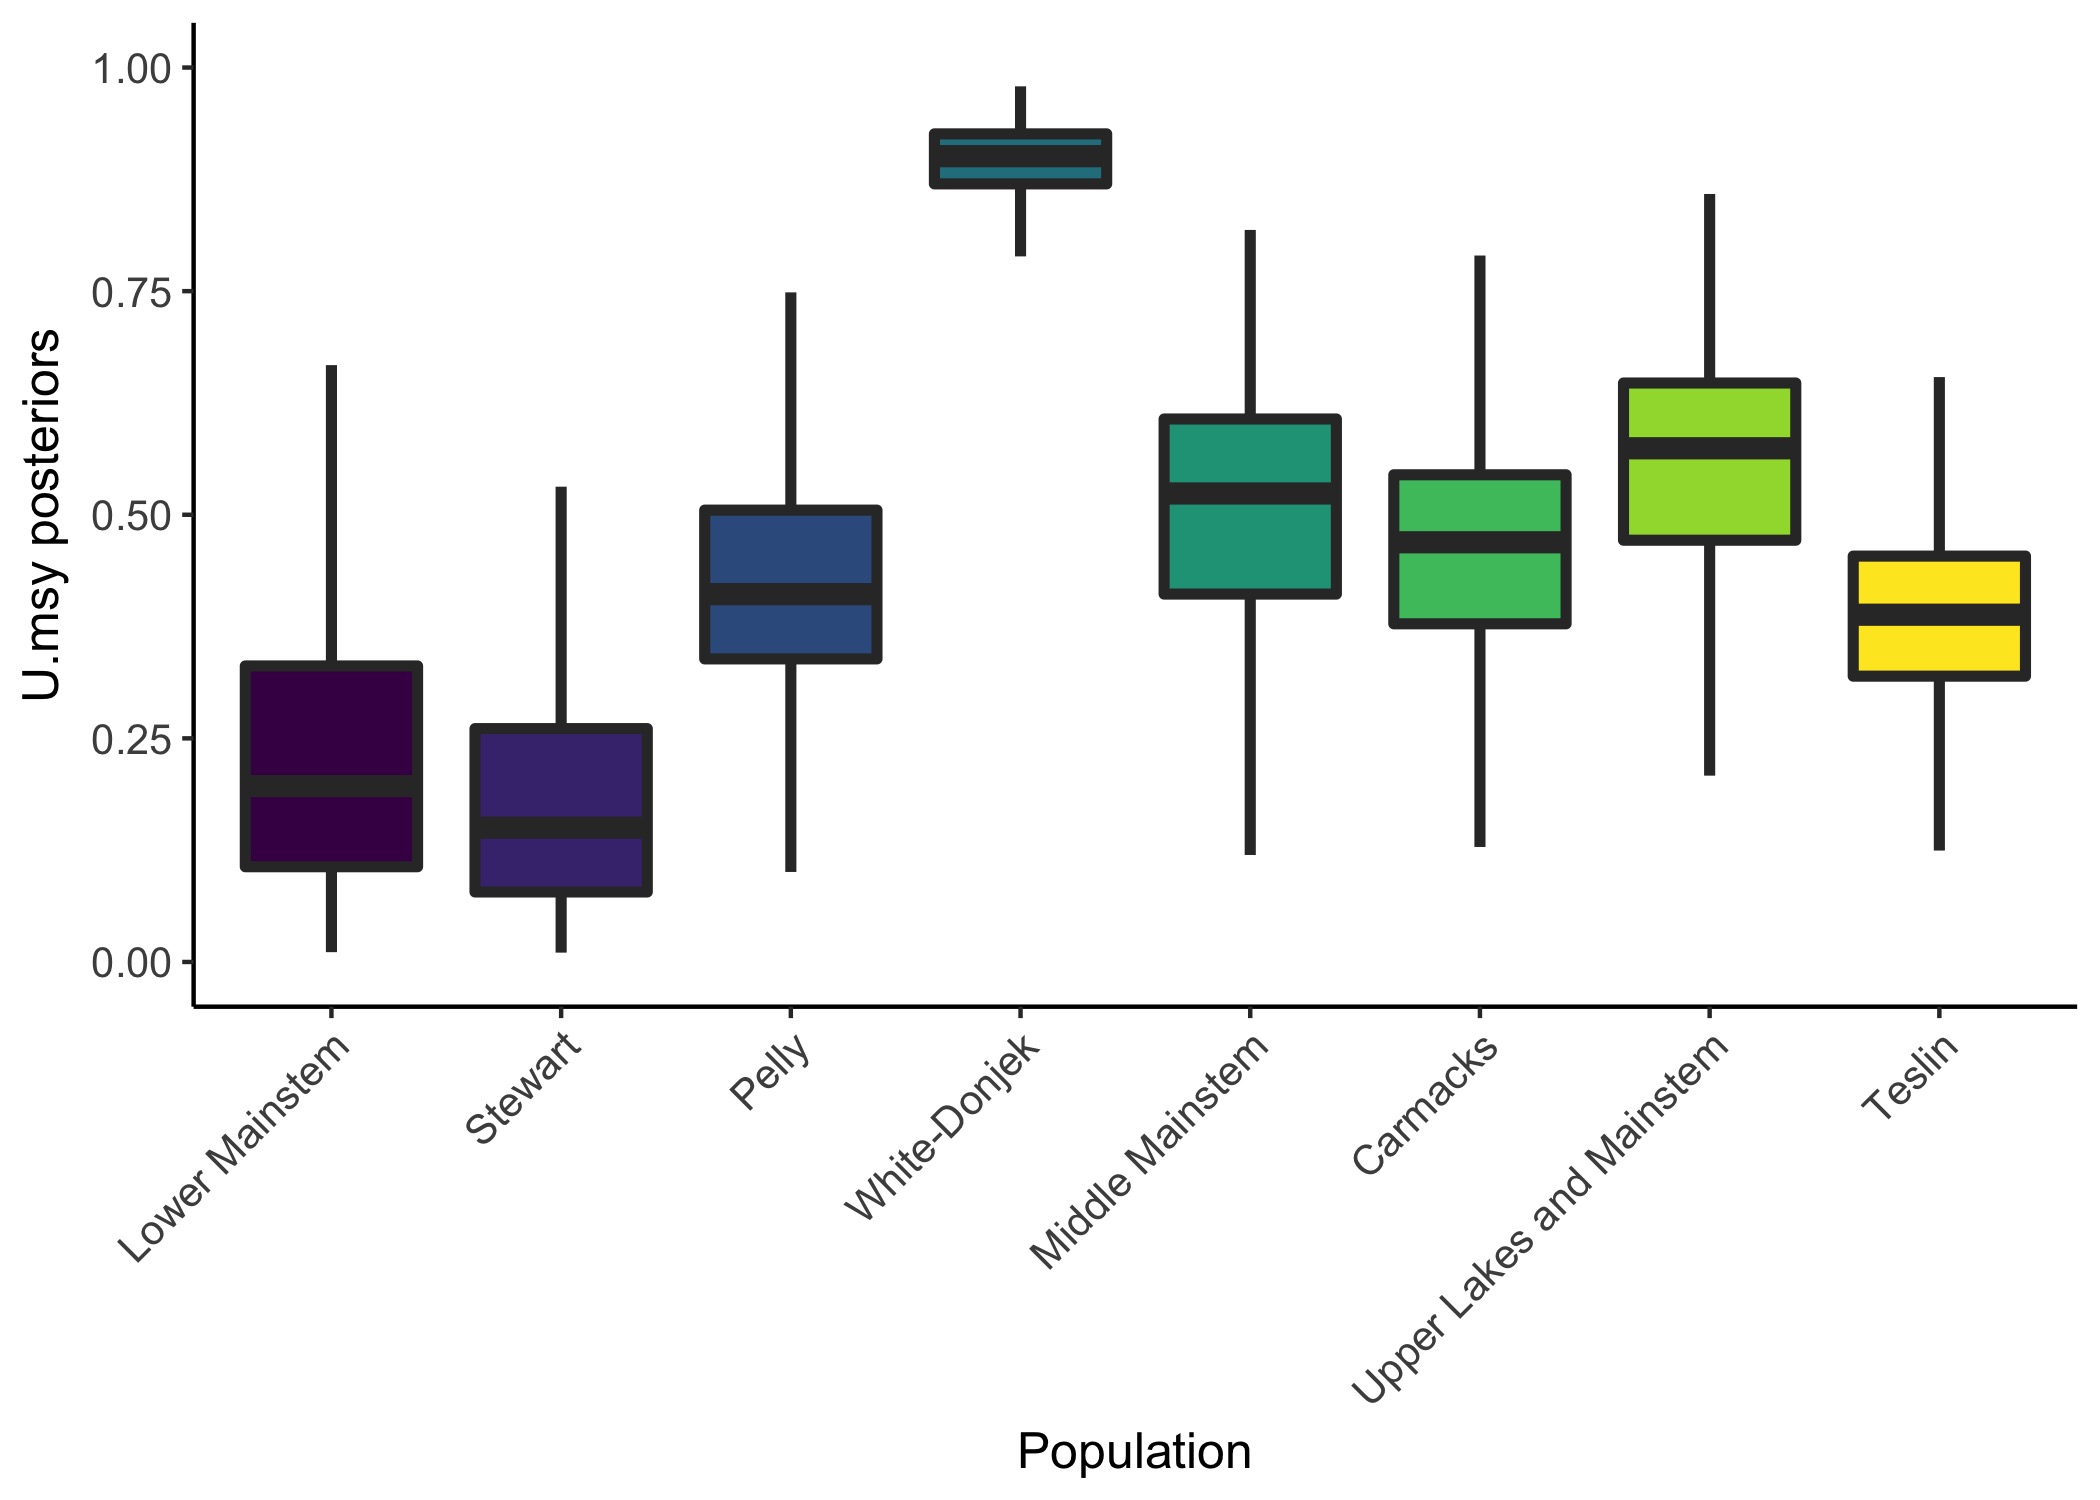 U.msy posteriors
1.00
0.75
0.50
0.25
0.00
Lower Mainstem
Stewart
Pelly
White-Donjek
Middle Mainstem
Carmacks
Upper Lakes and Mainstem
Teslin
Population